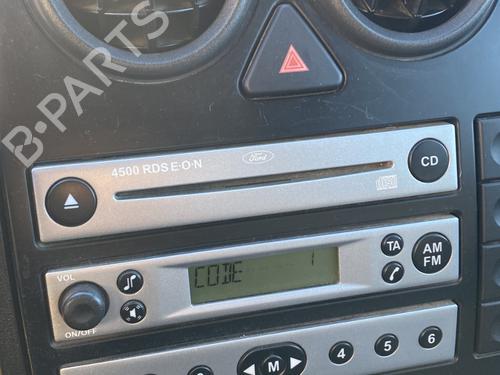 B-PARTS
4500 RDS E·O·N
Ford
CD
VOL
TA
AM
FM
CODE 1
ON/OFF
M
4
5
6